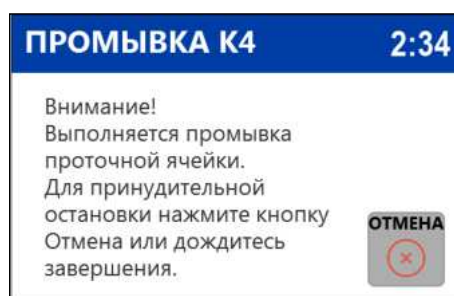 ПРОМЫВКА К4 2:34
Внимание!
Выполняется промывка
проточной ячейки.
Для принудительной
остановки нажмите кнопку
Отмена или дождитесь
завершения.
ОТМЕНА